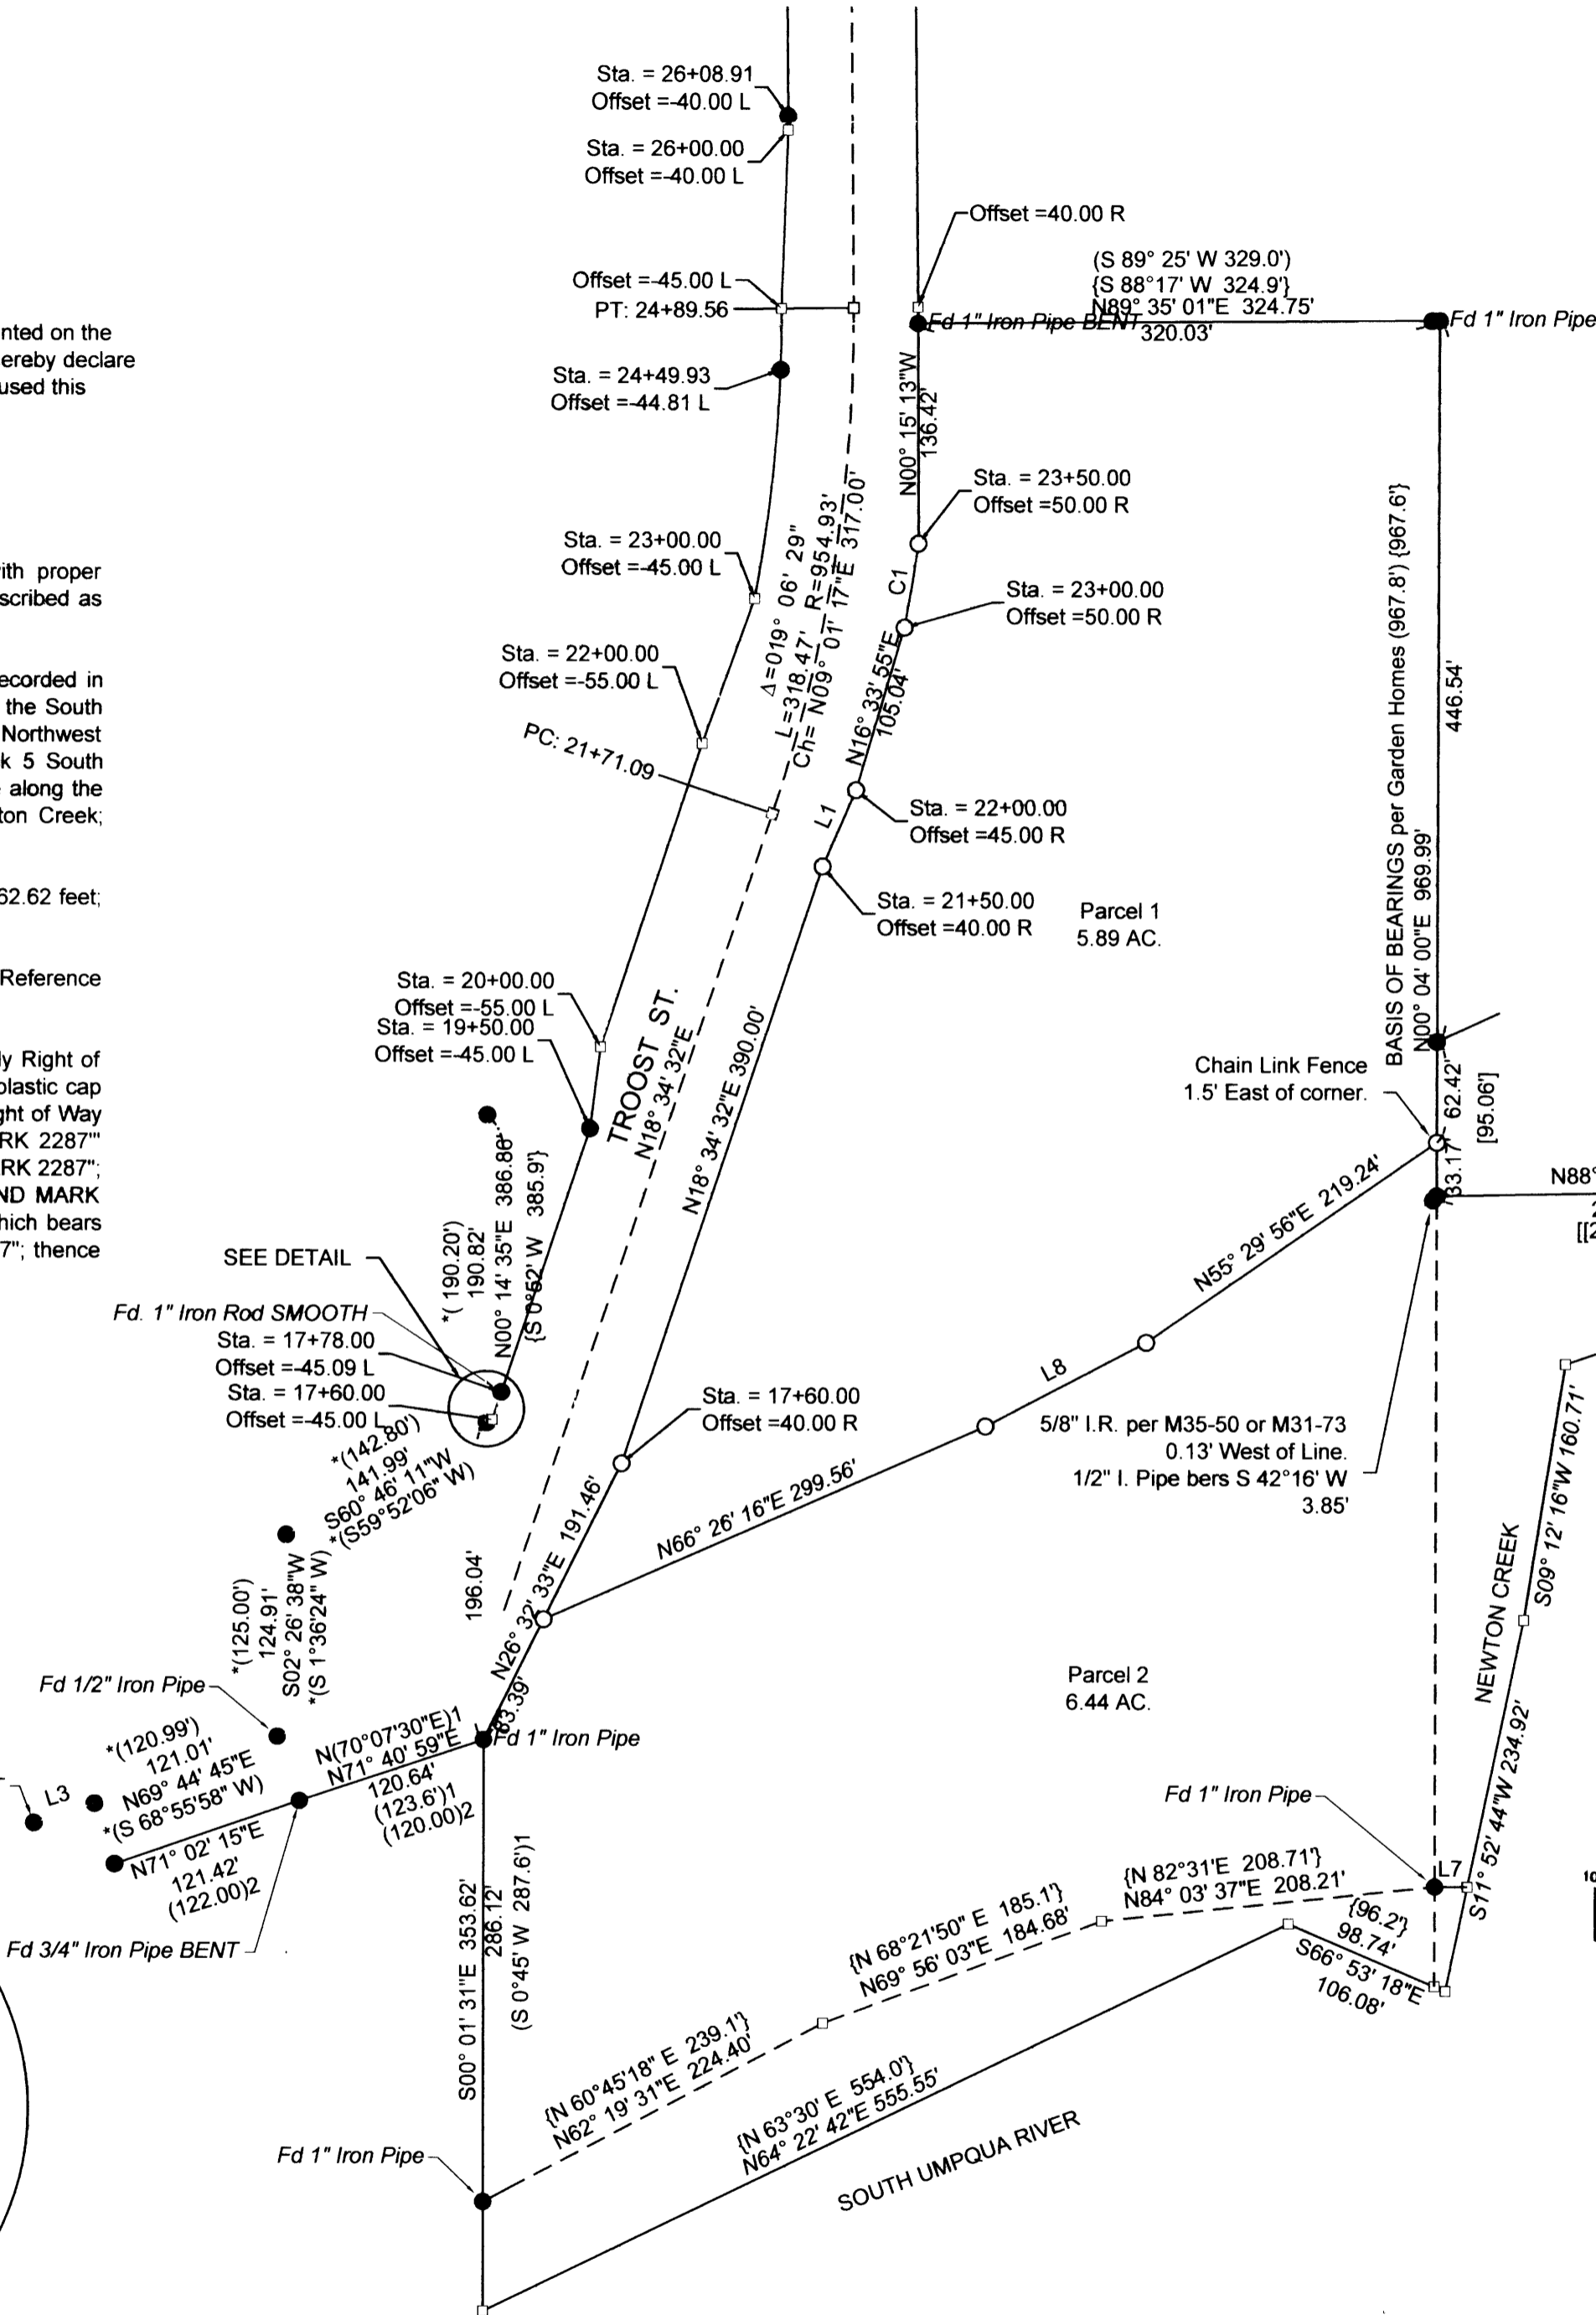 nted on the
ereby declare
used this
ith proper
scribed as
ecorded in
the South
Northwest
k 5 South
along the
ton Creek;
62.62 feet;
Reference
ly Right of
plastic cap
ght of Way
RK 2287"'
RK 2287";
ND MARK
hich bears
7"; thence
Sta. = 26+08.91
Offset =-40.00 L
Sta. = 26+00.00
Offset =-40.00 L
Offset =40.00 R
(S 89° 25' W 329.0')
{S 88°17' W 324.9'}
N89° 35' 01"E 324.75'
Fd 1" Iron Pipe BENT
320.03'
Fd 1" Iron Pipe
Offset =-45.00 L
PT: 24+89.56
Sta. = 24+49.93
Offset =-44.81 L
N00° 15' 13"W
136.42'
Sta. = 23+50.00
Offset =50.00 R
Sta. = 23+00.00
Offset =-45.00 L
C1
Sta. = 23+00.00
Offset =50.00 R
Δ=019° 06' 29"
L=318.47' R=954.93'
Ch= N09° 01' 17"E 317.00'
Sta. = 22+00.00
Offset =-55.00 L
N16° 33' 55"E
105.04'
PC: 21+71.09
L1
Sta. = 22+00.00
Offset =45.00 R
Sta. = 21+50.00
Offset =40.00 R
Parcel 1
5.89 AC.
BASIS OF BEARINGS per Garden Homes (967.8') {967.6'}
N00° 04' 00"E 969.99'
446.54'
Sta. = 20+00.00
Offset =-55.00 L
Sta. = 19+50.00
Offset =-45.00 L
TROOST ST.
N18° 34' 32"E
N18° 34' 32"E 390.00'
Chain Link Fence
1.5' East of corner.
62.42'
[95.06']
33.17'
N88°
2
[[2
N55° 29' 56"E 219.24'
*( 190.20')
190.82'
N00° 14' 35"E 386.86'
{S 0°52' W 385.9'}
SEE DETAIL
Fd. 1" Iron Rod SMOOTH
Sta. = 17+78.00
Offset =-45.09 L
Sta. = 17+60.00
Offset =-45.00 L
Sta. = 17+60.00
Offset =40.00 R
L8
5/8" I.R. per M35-50 or M31-73
0.13' West of Line.
1/2" I. Pipe bers S 42°16' W
3.85'
*(142.80')
141.99'
S60° 46' 11"W
*(S59°52'06" W)
N66° 26' 16"E 299.56'
196.04'
N26° 32' 33"E 191.46'
83.39'
S09° 12' 16"W 160.71'
NEWTON CREEK
*(125.00')
124.91'
S02° 26' 38"W
*(S 1°36'24" W)
Fd 1/2" Iron Pipe
Parcel 2
6.44 AC.
S11° 52' 44"W 234.92'
Fd 1" Iron Pipe
*(120.99')
121.01'
N69° 44' 45"E
*(S 68°55'58" W)
L3
N(70°07'30"E)1
N71° 40' 59"E
120.64'
(123.6')1
(120.00)2
N71° 02' 15"E
121.42'
(122.00)2
Fd 3/4" Iron Pipe BENT
Fd 1" Iron Pipe
L7
10
S00° 01' 31"E 353.62'
286.12'
(S 0°45' W 287.6')1
{N 82°31'E 208.71'}
N84° 03' 37"E 208.21'
{96.2'}
98.74'
S66° 53' 18"E
106.08'
{N 68°21'50" E 185.1'}
N69° 56' 03"E 184.68'
{N 60°45'18" E 239.1'}
N62° 19' 31"E 224.40'
{N 63°30' E 554.0'}
N64° 22' 42"E 555.55'
SOUTH UMPQUA RIVER
Fd 1" Iron Pipe